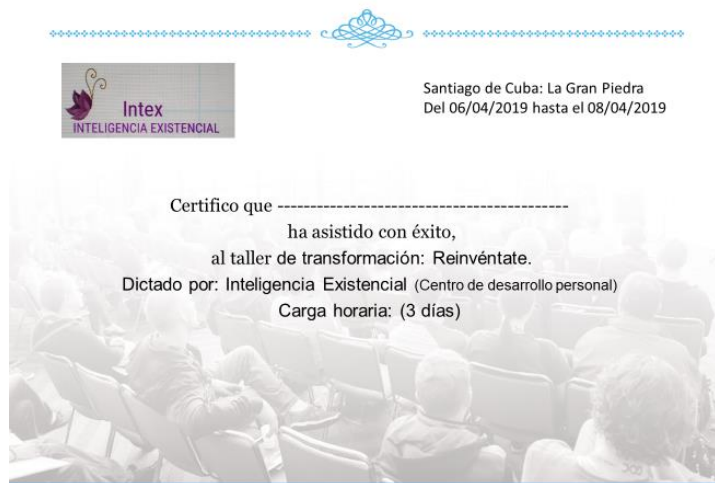 Intex
INTELIGENCIA EXISTENCIAL
Santiago de Cuba: La Gran Piedra
Del 06/04/2019 hasta el 08/04/2019
Certifico que -------------------------------------------
ha asistido con éxito,
al taller de transformación: Reinvéntate.
Dictado por: Inteligencia Existencial (Centro de desarrollo personal)
Carga horaria: (3 días)